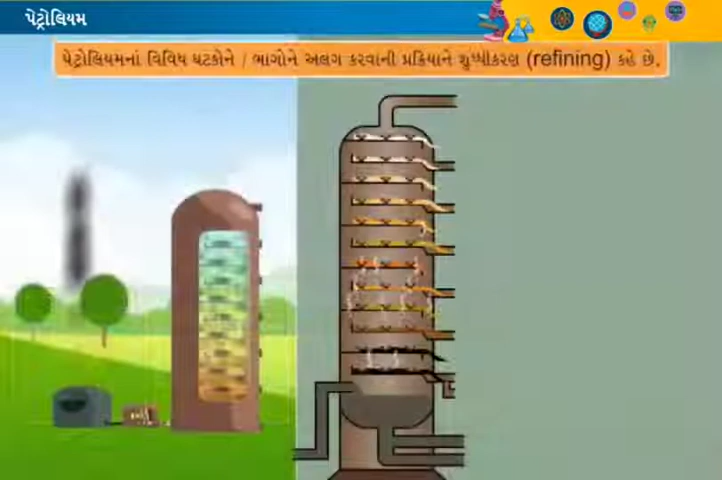 પેટ્રોલિયમ
પેટ્રોલિયમનાં વિવિધ ઘટકોને / ભાગોને અલગ કરવાની પ્રક્રિયાને શુધ્ધીકરણ (refining) કહે છે.